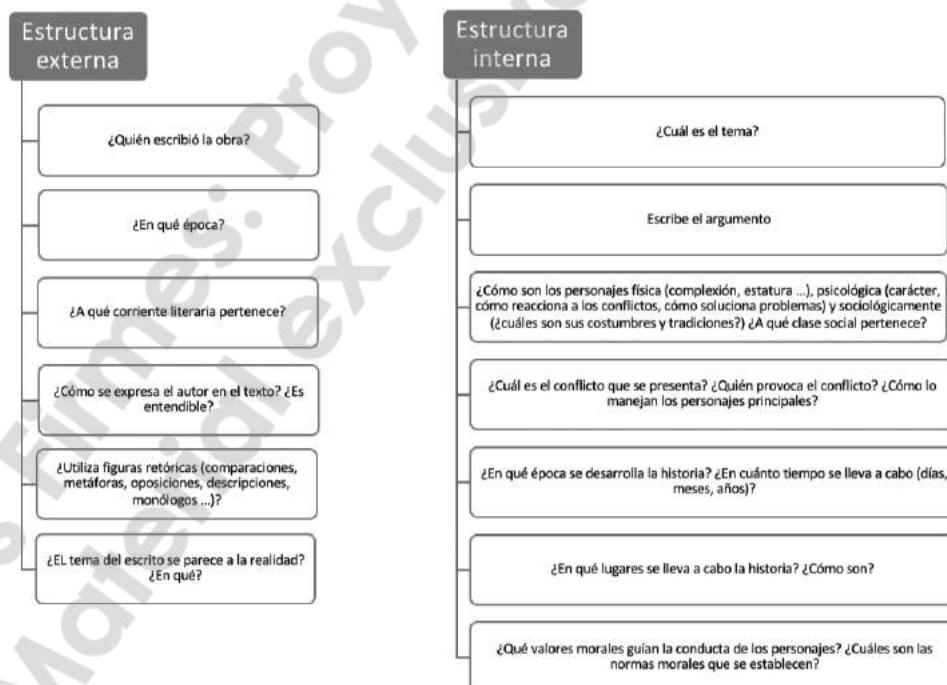 Estructura
externa
¿Quién escribió la obra?
¿En qué época?
¿A qué corriente literaria pertenece?
¿Cómo se expresa el autor en el texto? ¿Es
entendible?
¿Utiliza figuras retóricas (comparaciones,
metáforas, oposiciones, descripciones,
monólogos ...)?
¿EL tema del escrito se parece a la realidad?
¿En qué?
Estructura
interna
¿Cuál es el tema?
Escribe el argumento
¿Cómo son los personajes física (complexión, estatura ...), psicológica (carácter,
cómo reacciona a los conflictos, cómo soluciona problemas) y sociológicamente
(¿cuáles son sus costumbres y tradiciones?) ¿A qué clase social pertenece?
¿Cuál es el conflicto que se presenta? ¿Quién provoca el conflicto? ¿Cómo lo
manejan los personajes principales?
¿En qué época se desarrolla la historia? ¿En cuánto tiempo se lleva a cabo (días,
meses, años)?
¿En qué lugares se lleva a cabo la historia? ¿Cómo son?
¿Qué valores morales guían la conducta de los personajes? ¿Cuáles son las
normas morales que se establecen?